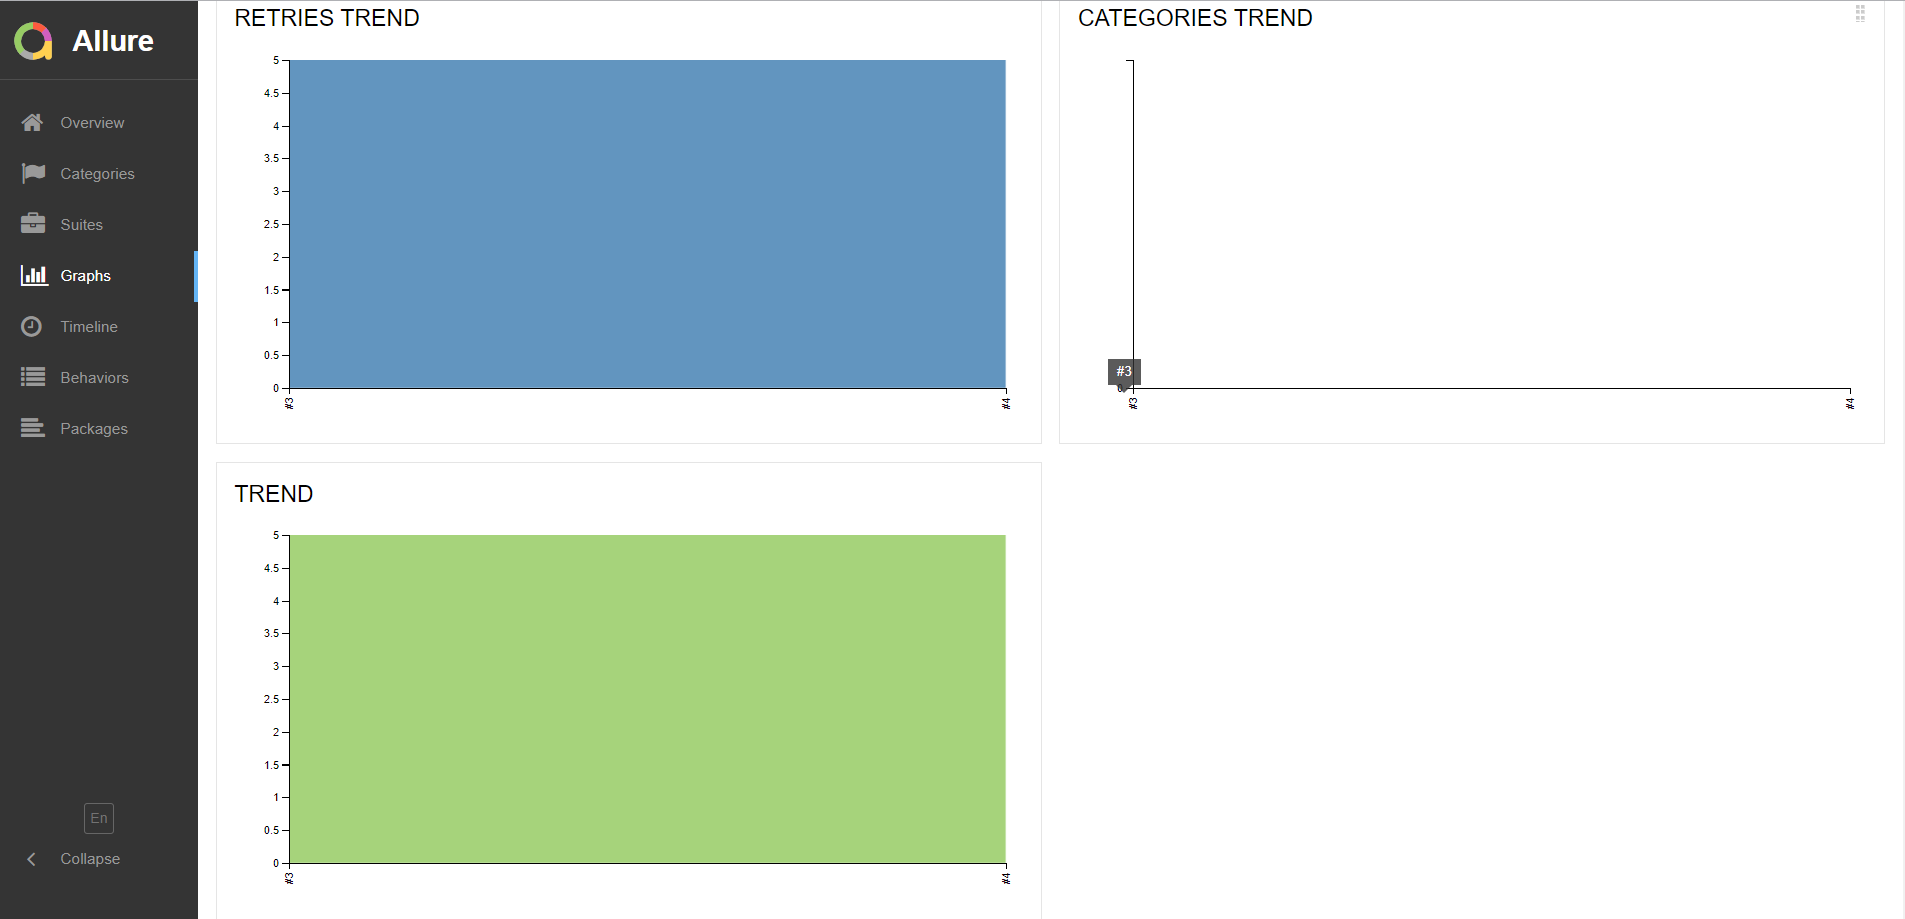 Allure
Overview
Categories
Suites
Graphs
Timeline
Behaviors
Packages
En
Collapse
RETRIES TREND
5
4.5
4
3.5
3
2.5
2
1.5
1
0.5
0
#3
#4
CATEGORIES TREND
#3
0
#3
#4
TREND
5
4.5
4
3.5
3
2.5
2
1.5
1
0.5
0
#3
#4